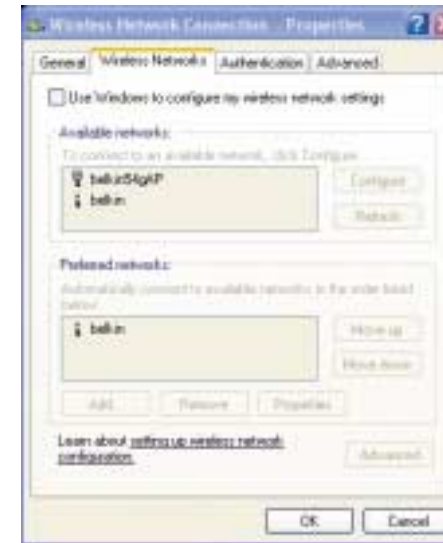 Wireless Network Connection - Properties
General Wireless Networks Authentication Advanced
Use Windows to configure my wireless network settings
Available networks:
To connect to an available network, click Configure.
belkin54gAP
belkin
Configure
Refresh
Preferred networks:
Automatically connect to available networks in the order listed
below:
belkin
Move up
Move down
Add... Remove Properties
Learn about setting up wireless network
configuration.
Advanced
OK Cancel